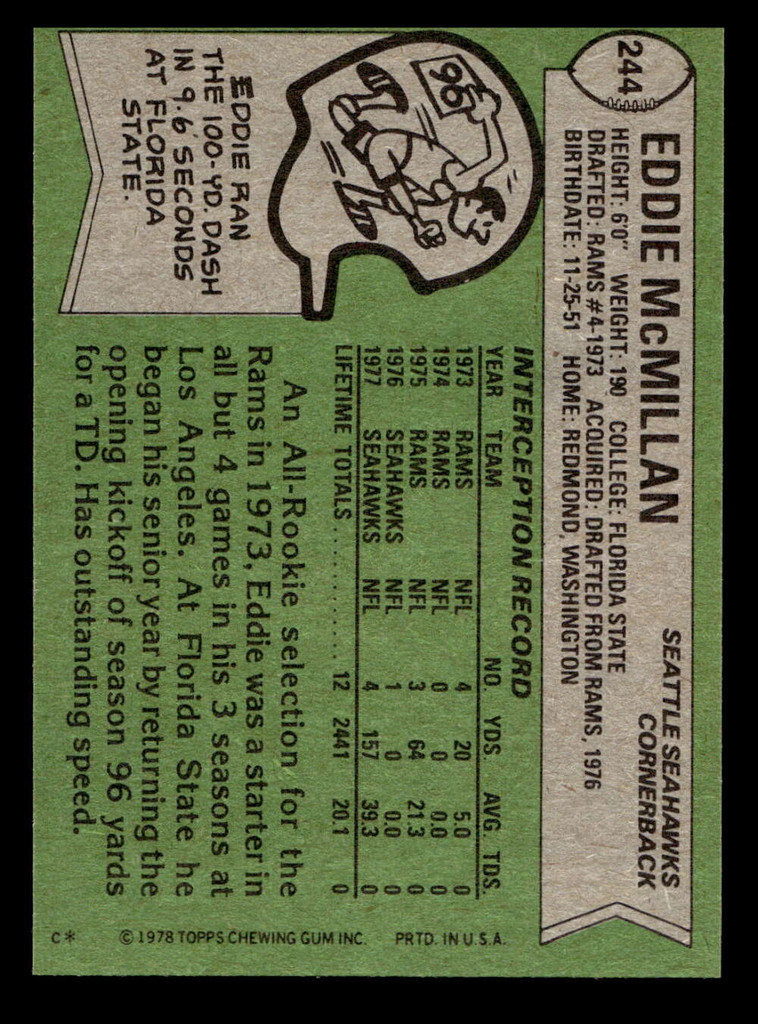 244
EDDIE McMILLAN
SEATTLE SEAHAWKS
CORNERBACK
HEIGHT: 6'0" WEIGHT: 190 COLLEGE: FLORIDA STATE
DRAFTED: RAMS #4-1973 ACQUIRED: DRAFTED FROM RAMS, 1976
BIRTHDATE: 11-25-51 HOME: REDMOND, WASHINGTON
9.6
EDDIE RAN
THE 100-YD. DASH
IN 9.6 SECONDS
AT FLORIDA
STATE.
INTERCEPTION RECORD
YEAR TEAM NO. YDS. AVG. TDS.
1973 RAMS NFL 4 20 5.0 0
1974 RAMS NFL 0 0 0.0 0
1975 RAMS NFL 3 64 21.3 0
1976 SEAHAWKS NFL 1 0 0.0 0
1977 SEAHAWKS NFL 4 157 39.3 0
LIFETIME TOTALS............ 12 2441 20.1 0
An All-Rookie selection for the
Rams in 1973, Eddie was a starter in
all but 4 games in his 3 seasons at
Los Angeles. At Florida State he
began his senior year by returning the
opening kickoff of season 96 yards
for a TD. Has outstanding speed.
C* © 1978 TOPPS CHEWING GUM INC. PRTD. IN U.S.A.